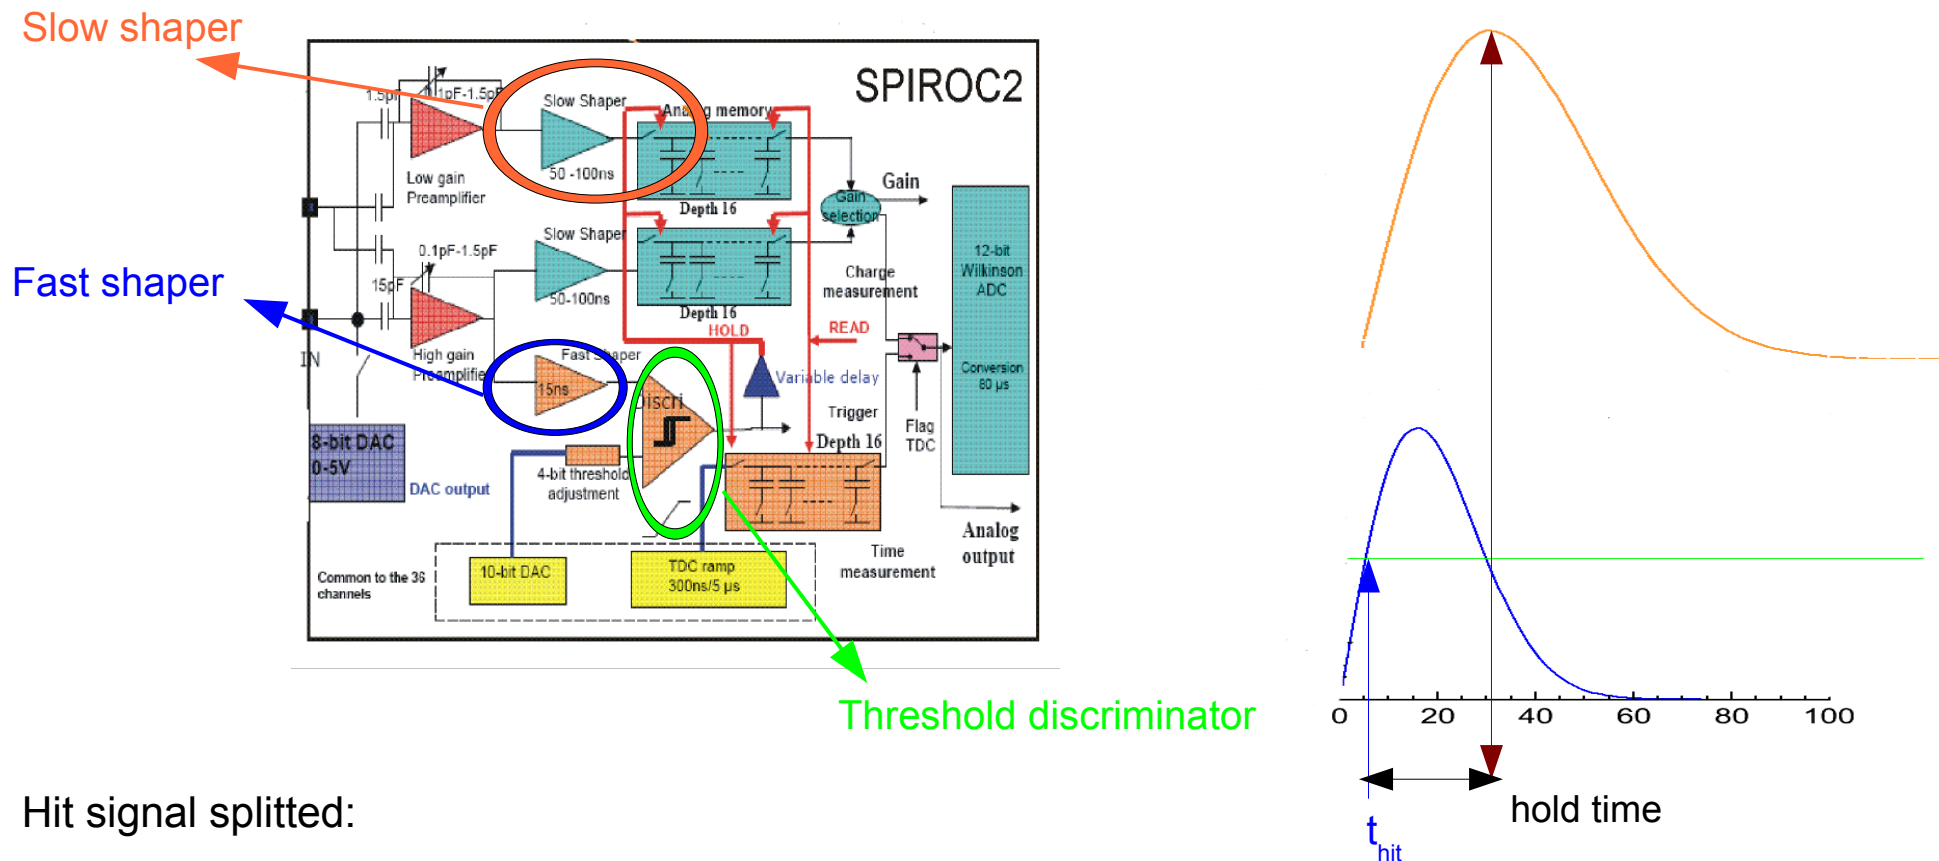 Slow shaper
SPIROC2
0.1pF-1.5pF
1.5pF
Slow Shaper
Analog memory
50 -100ns
Low gain
Preamplifier
Depth 16
Gain
Gain
selection
0.1pF-1.5pF
Slow Shaper
12-bit
Wilkinson
ADC
Fast shaper
15pF
Charge
measurement
50-100ns
Depth 16
HOLD
READ
IN
High gain
Preamplifier
Fast Shaper
15ns
Variable delay
Conversion
80 µs
Discri
Trigger
Flag
TDC
8-bit DAC
0-5V
Depth 16
4-bit threshold
adjustment
DAC output
Analog
output
Time
measurement
10-bit DAC
TDC ramp
300ns/5 µs
Common to the 36
channels
Threshold discriminator
0 20 40 60 80 100
Hit signal splitted:
hold time
t hit